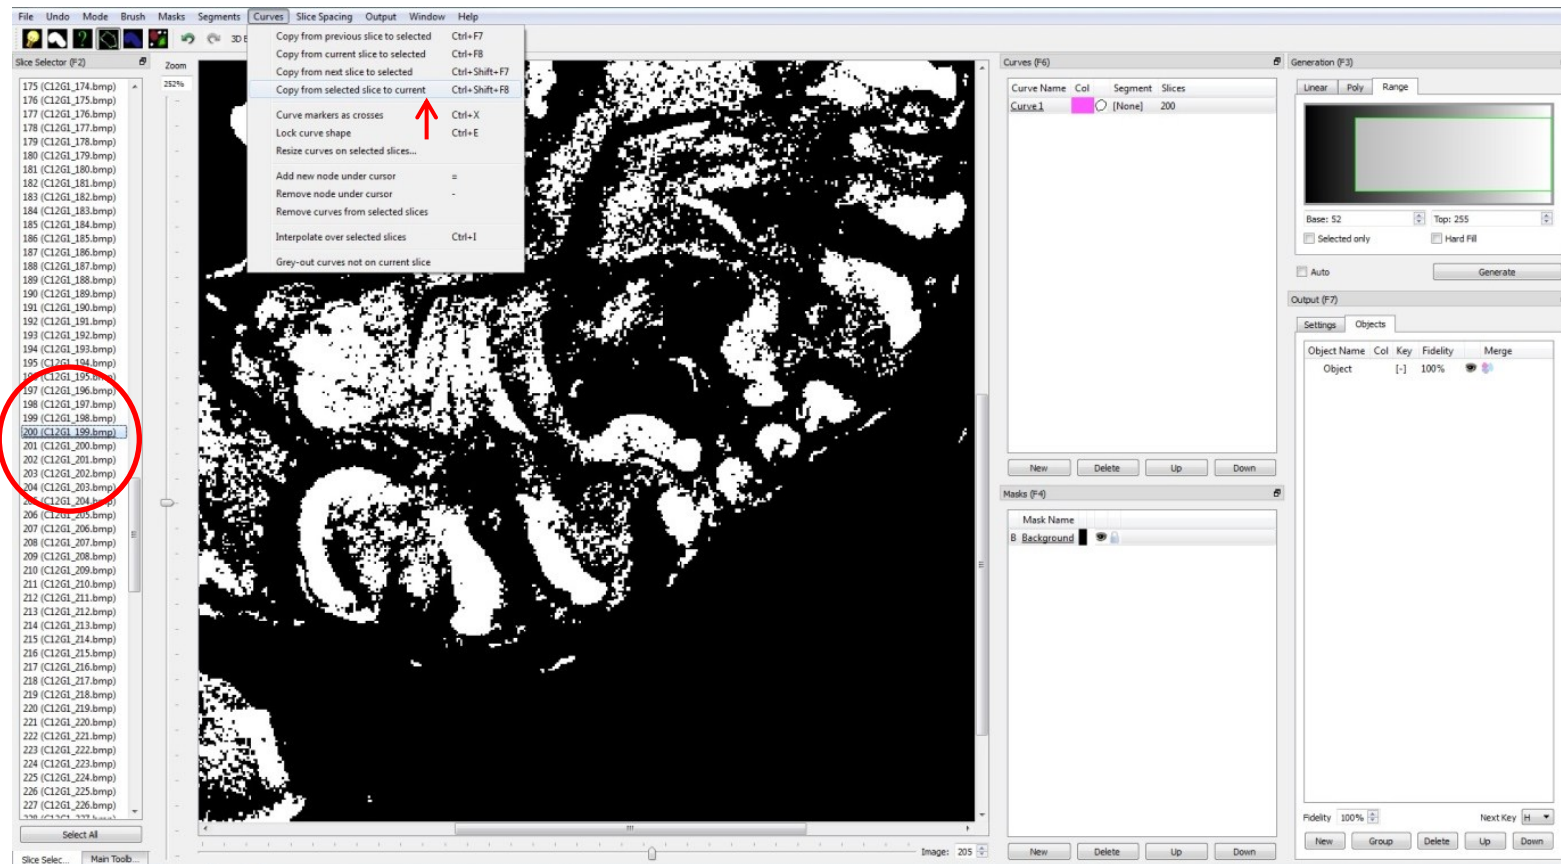 File Undo Mode Brush Masks Segments Curves Slice Spacing Output Window Help
Slice Selector (F2)
175 (C12G1_174.bmp)
176 (C12G1_175.bmp)
177 (C12G1_176.bmp)
178 (C12G1_177.bmp)
179 (C12G1_178.bmp)
180 (C12G1_179.bmp)
181 (C12G1_180.bmp)
182 (C12G1_181.bmp)
183 (C12G1_182.bmp)
184 (C12G1_183.bmp)
185 (C12G1_184.bmp)
186 (C12G1_185.bmp)
187 (C12G1_186.bmp)
188 (C12G1_187.bmp)
189 (C12G1_188.bmp)
190 (C12G1_189.bmp)
191 (C12G1_190.bmp)
192 (C12G1_191.bmp)
193 (C12G1_192.bmp)
194 (C12G1_193.bmp)
195 (C12G1_194.bmp)
196 (C12G1_195.bmp)
197 (C12G1_196.bmp)
198 (C12G1_197.bmp)
199 (C12G1_198.bmp)
200 (C12G1_199.bmp)
201 (C12G1_200.bmp)
202 (C12G1_201.bmp)
203 (C12G1_202.bmp)
204 (C12G1_203.bmp)
205 (C12G1_204.bmp)
206 (C12G1_205.bmp)
207 (C12G1_206.bmp)
208 (C12G1_207.bmp)
209 (C12G1_208.bmp)
210 (C12G1_209.bmp)
211 (C12G1_210.bmp)
212 (C12G1_211.bmp)
213 (C12G1_212.bmp)
214 (C12G1_213.bmp)
215 (C12G1_214.bmp)
216 (C12G1_215.bmp)
217 (C12G1_216.bmp)
218 (C12G1_217.bmp)
219 (C12G1_218.bmp)
220 (C12G1_219.bmp)
221 (C12G1_220.bmp)
222 (C12G1_221.bmp)
223 (C12G1_222.bmp)
224 (C12G1_223.bmp)
225 (C12G1_224.bmp)
226 (C12G1_225.bmp)
227 (C12G1_226.bmp)
228 (C12G1_227.bmp)
Select All
Slice Selec... Main Toolb...
Zoom
252%
3D
Copy from previous slice to selected Ctrl+F7
Copy from current slice to selected Ctrl+F8
Copy from next slice to selected Ctrl+Shift+F7
Copy from selected slice to current Ctrl+Shift+F8
Curve markers as crosses Ctrl+X
Lock curve shape Ctrl+E
Resize curves on selected slices...
Add new node under cursor =
Remove node under cursor -
Remove curves from selected slices
Interpolate over selected slices Ctrl+I
Grey-out curves not on current slice
Image: 205
Curves (F6)
Curve Name Col Segment Slices
Curve 1 [None] 200
New Delete Up Down
Masks (F4)
Mask Name
B Background
New Delete Up Down
Generation (F3)
Linear Poly Range
Base: 52 Top: 255
Selected only Hard Fill
Auto Generate
Output (F7)
Settings Objects
Object Name Col Key Fidelity Merge
Object [-] 100%
Fidelity 100% Next Key H
New Group Delete Up Down